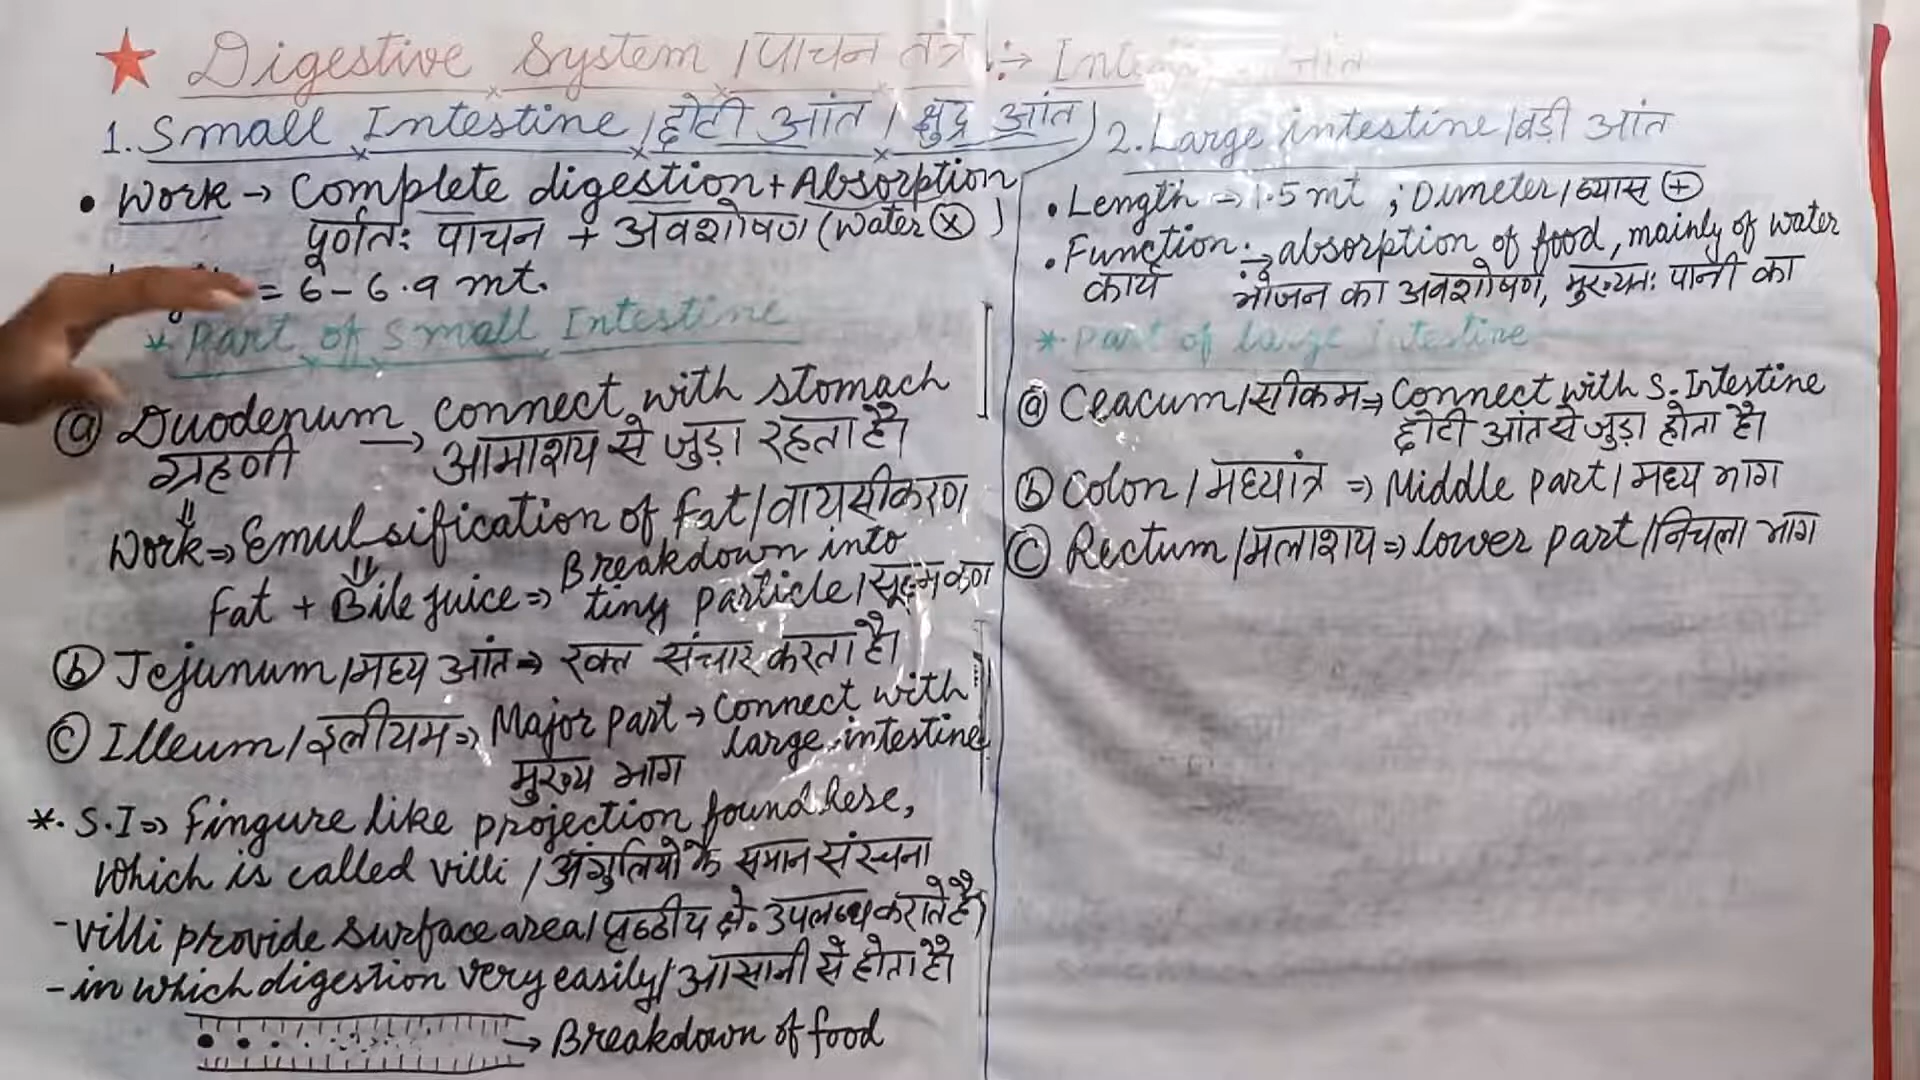 ★ Digestive System / पाचन तंत्र :→
1. Small Intestine / छोटी आंत / क्षुद्र आंत
• Work → Complete digestion + Absorption
पूर्णतः पाचन + अवशोषण (Water ⓧ)
= 6 - 6.9 mt.
* Part of Small Intestine
ⓐ Duodenum connect with stomach
ग्रहणी → आमाशय से जुड़ा रहता है।
Work ⇒ Emulsification of fat / वायसीकरण
Fat + Bile juice ⇒ Breakdown into
tiny particle / सूक्ष्म कण
ⓑ Jejunum / मध्य आंत → रक्त संचार करता है।
ⓒ Illeum / इलीयम ⇒ Major part → Connect with
मुख्य भाग large intestine
*. S.I ⇒ Fingure like projection found here,
which is called villi / अंगुलियो के समान संरचना
- villi provide surface area / पृष्ठीय क्षे. उपलब्ध कराते है)
- in which digestion very easily / आसानी से होता है।
→ Breakdown of food
2. Large intestine / बड़ी आंत
• Length → 1.5 mt ; Dimeter / व्यास ⊕
• Function :→ absorption of food, mainly of water
कार्य भोजन का अवशोषण, मुख्यतः पानी का
* Part of large intestine
ⓐ Ceacum / सीकम ⇒ Connect with S. Intestine
छोटी आंत से जुड़ा होता है।
ⓑ Colon / मध्यांत्र ⇒ Middle part / मध्य भाग
ⓒ Rectum / मलाशय ⇒ lower part / निचला भाग